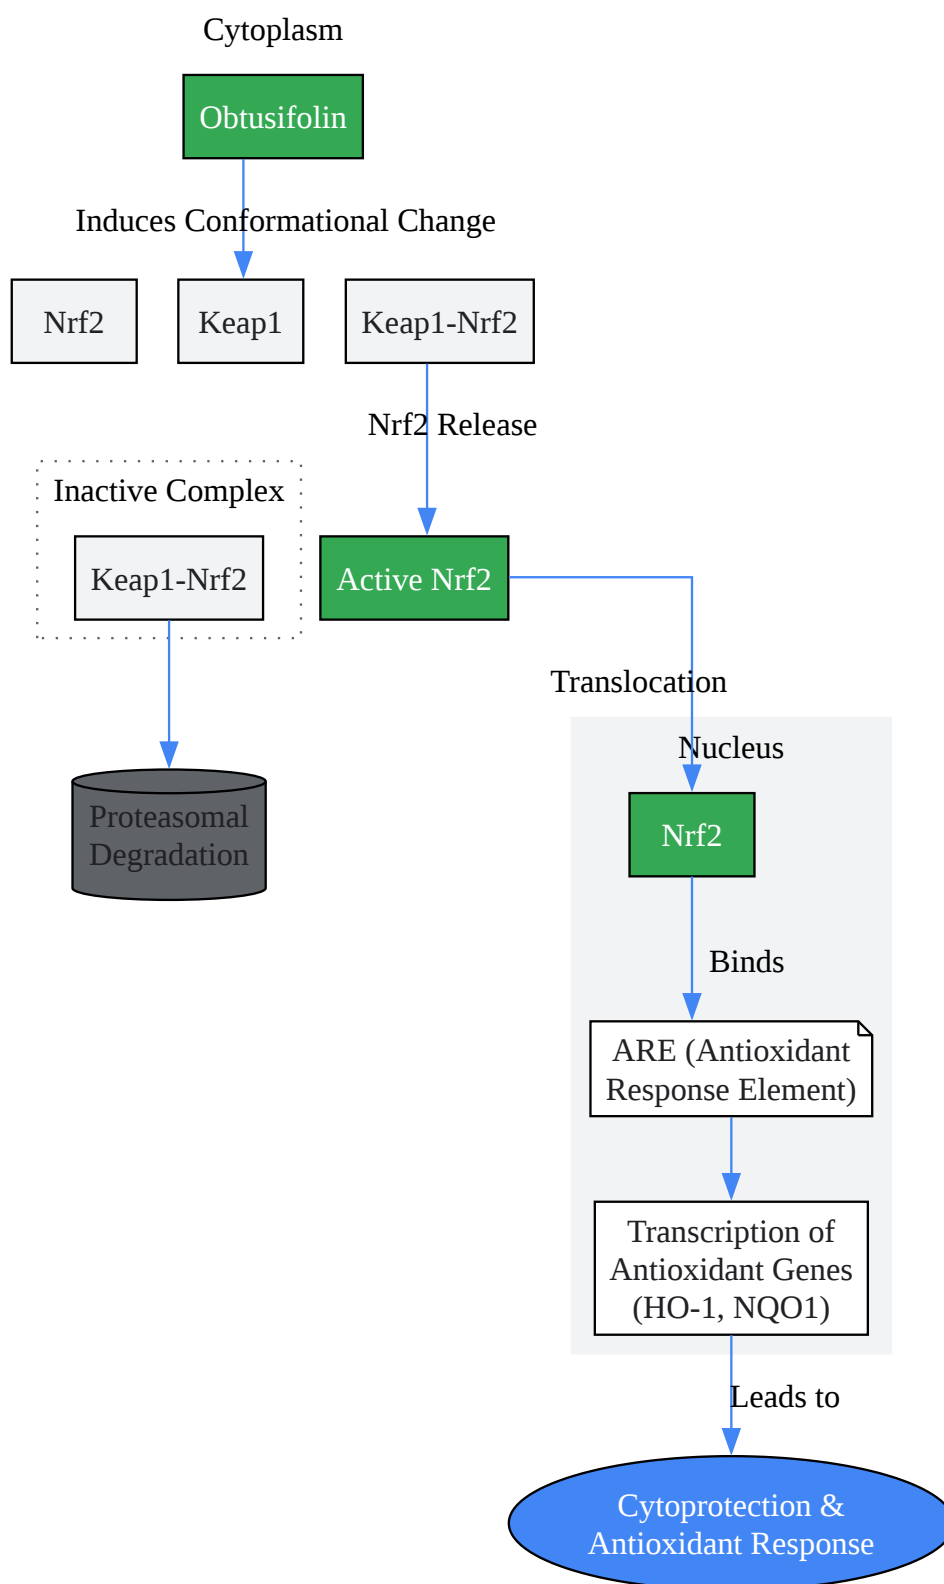 Cytoplasm
Obtusifolin
Induces Conformational Change
Nrf2
Keap1
Keap1-Nrf2
Nrf2 Release
Inactive Complex
Keap1-Nrf2
Active Nrf2
Translocation
Nucleus
Proteasomal
Degradation
Nrf2
Binds
ARE (Antioxidant
Response Element)
Transcription of
Antioxidant Genes
(HO-1, NQO1)
Leads to
Cytoprotection &
Antioxidant Response